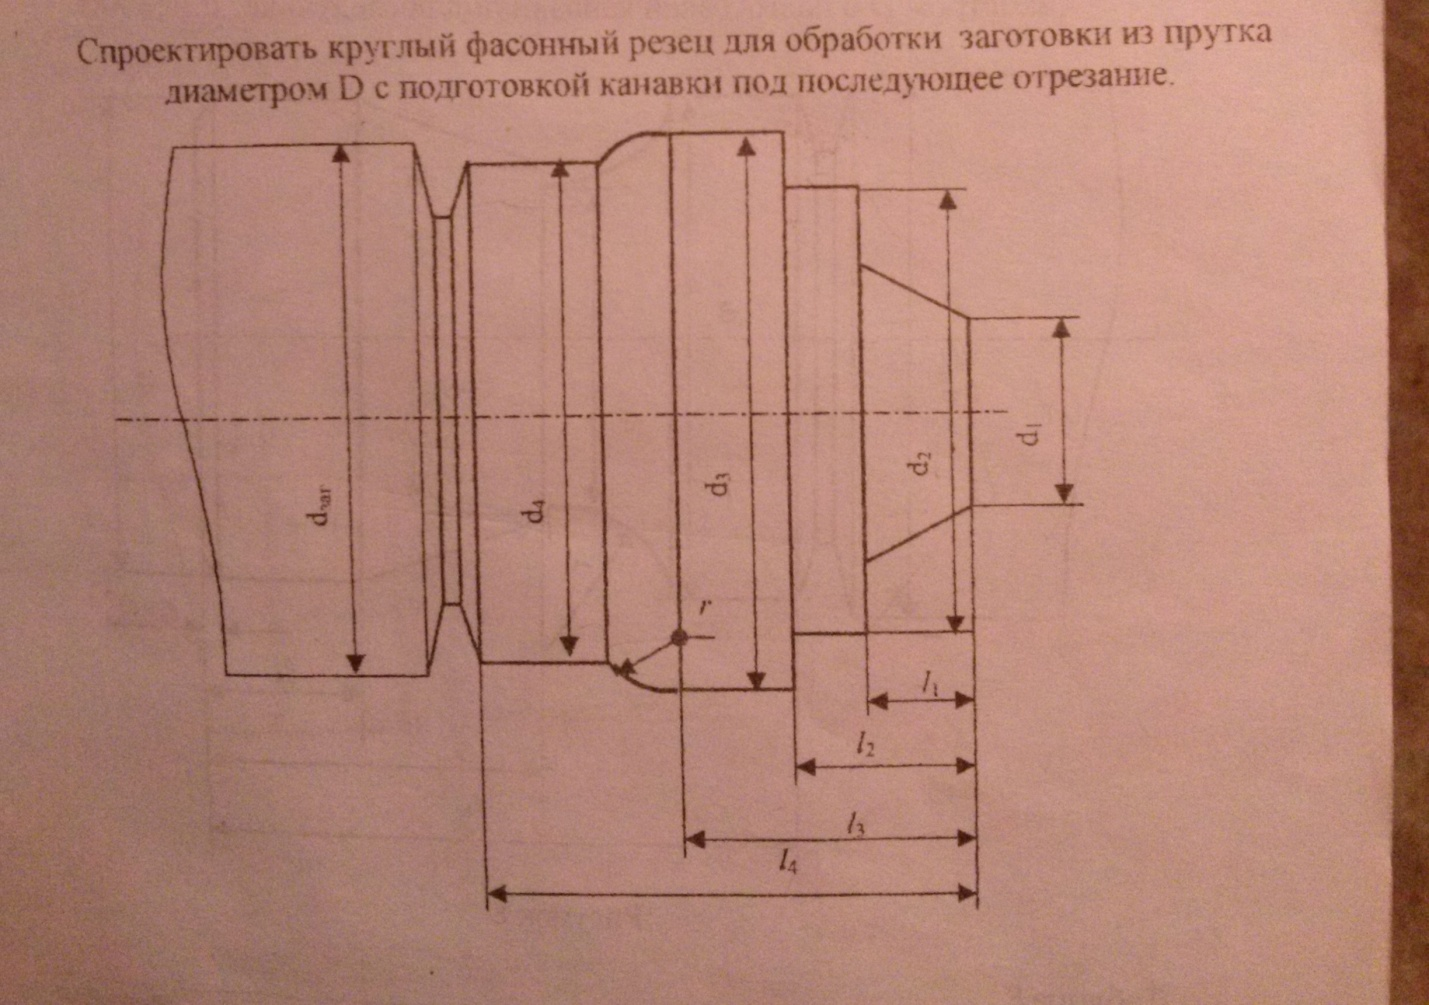 Спроектировать круглый фасонный резец для обработки заготовки из прутка
диаметром D с подготовкой канавки под последующее отрезание.
dзаг
d4
d3
d2
d1
r
l1
l2
l3
l4